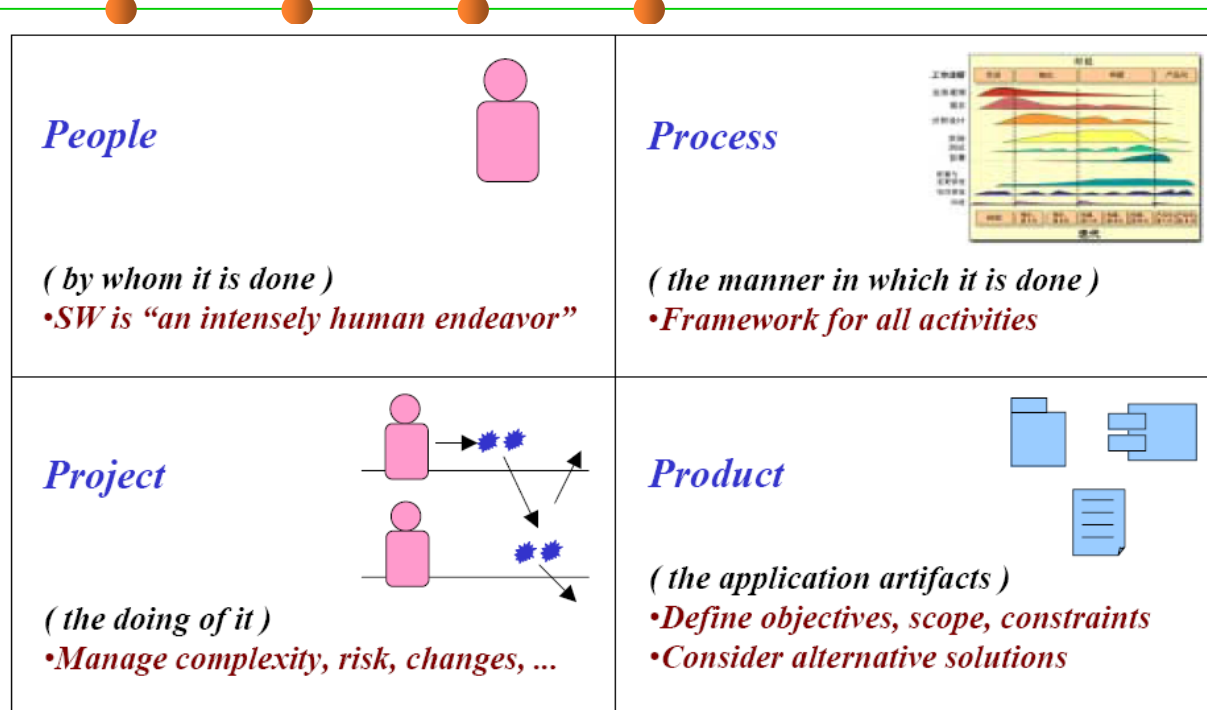 People
( by whom it is done )
•SW is “an intensely human endeavor”
Process
( the manner in which it is done )
•Framework for all activities
Project
( the doing of it )
•Manage complexity, risk, changes, ...
Product
( the application artifacts )
•Define objectives, scope, constraints
•Consider alternative solutions